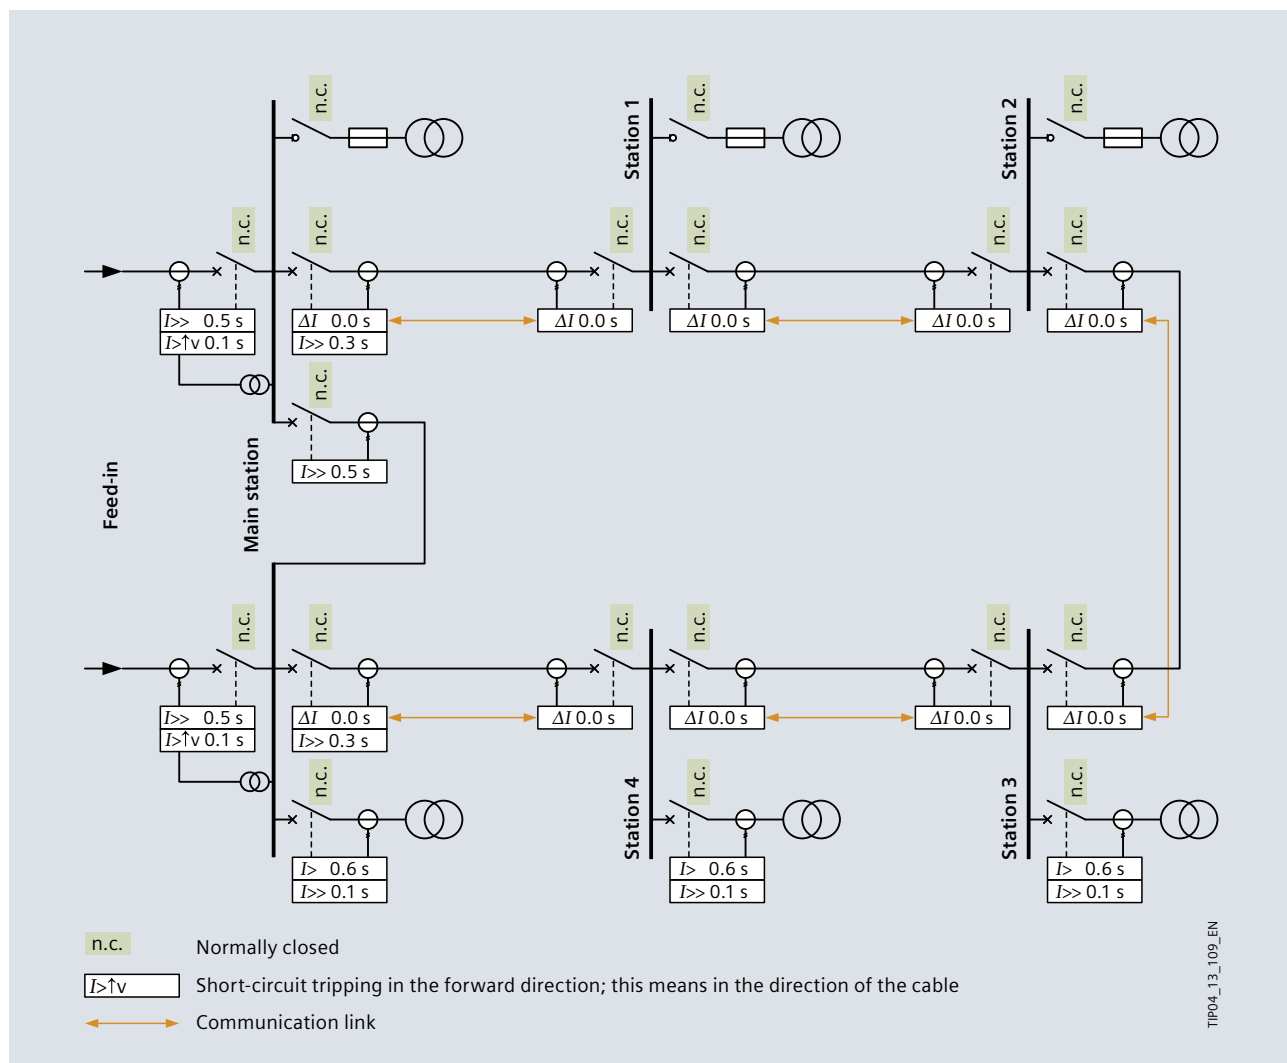 n.c.
n.c.
n.c.
Station 1
Station 2
n.c.
n.c.
n.c.
n.c.
n.c.
n.c.
I>> 0.5 s
I>↑v 0.1 s
ΔI 0.0 s
I>> 0.3 s
ΔI 0.0 s
ΔI 0.0 s
ΔI 0.0 s
ΔI 0.0 s
n.c.
I>> 0.5 s
Feed-in
Main station
n.c.
n.c.
n.c.
n.c.
n.c.
n.c.
I>> 0.5 s
I>↑v 0.1 s
ΔI 0.0 s
I>> 0.3 s
ΔI 0.0 s
ΔI 0.0 s
ΔI 0.0 s
ΔI 0.0 s
n.c.
n.c.
n.c.
Station 4
Station 3
I> 0.6 s
I>> 0.1 s
I> 0.6 s
I>> 0.1 s
I> 0.6 s
I>> 0.1 s
n.c. Normally closed
I>↑v Short-circuit tripping in the forward direction; this means in the direction of the cable
Communication link
TIP04_13_109_EN